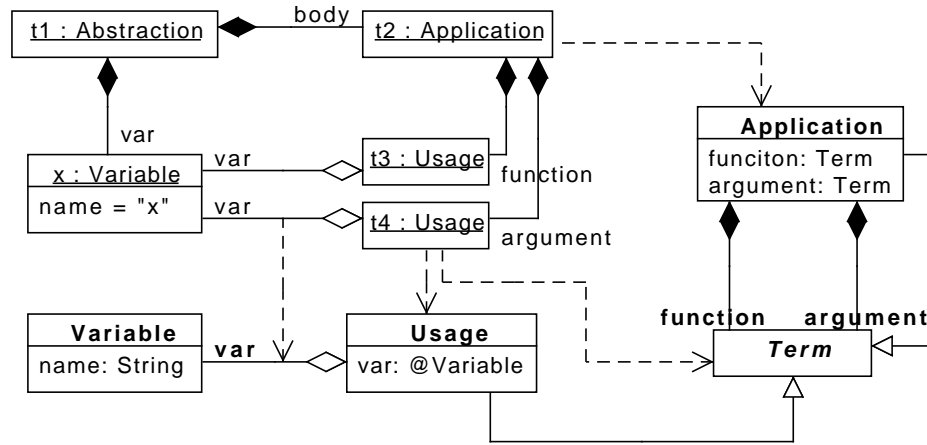 body
t1 : Abstraction
t2 : Application
var
Application
funciton: Term
argument: Term
var
t3 : Usage
function
x : Variable
name = "x"
var
t4 : Usage
argument
function
argument
Variable
name: String
var
Usage
var: @Variable
Term